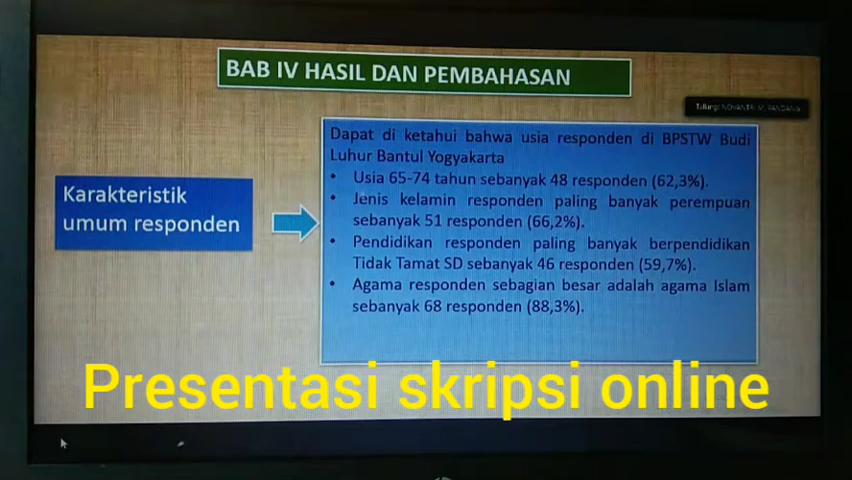 BAB IV HASIL DAN PEMBAHASAN
Talking: NOVANTRI M. PANDANG
Karakteristik
umum responden
Dapat di ketahui bahwa usia responden di BPSTW Budi
Luhur Bantul Yogyakarta
• Usia 65-74 tahun sebanyak 48 responden (62,3%).
• Jenis kelamin responden paling banyak perempuan
sebanyak 51 responden (66,2%).
• Pendidikan responden paling banyak berpendidikan
Tidak Tamat SD sebanyak 46 responden (59,7%).
• Agama responden sebagian besar adalah agama Islam
sebanyak 68 responden (88,3%).
Presentasi skripsi online